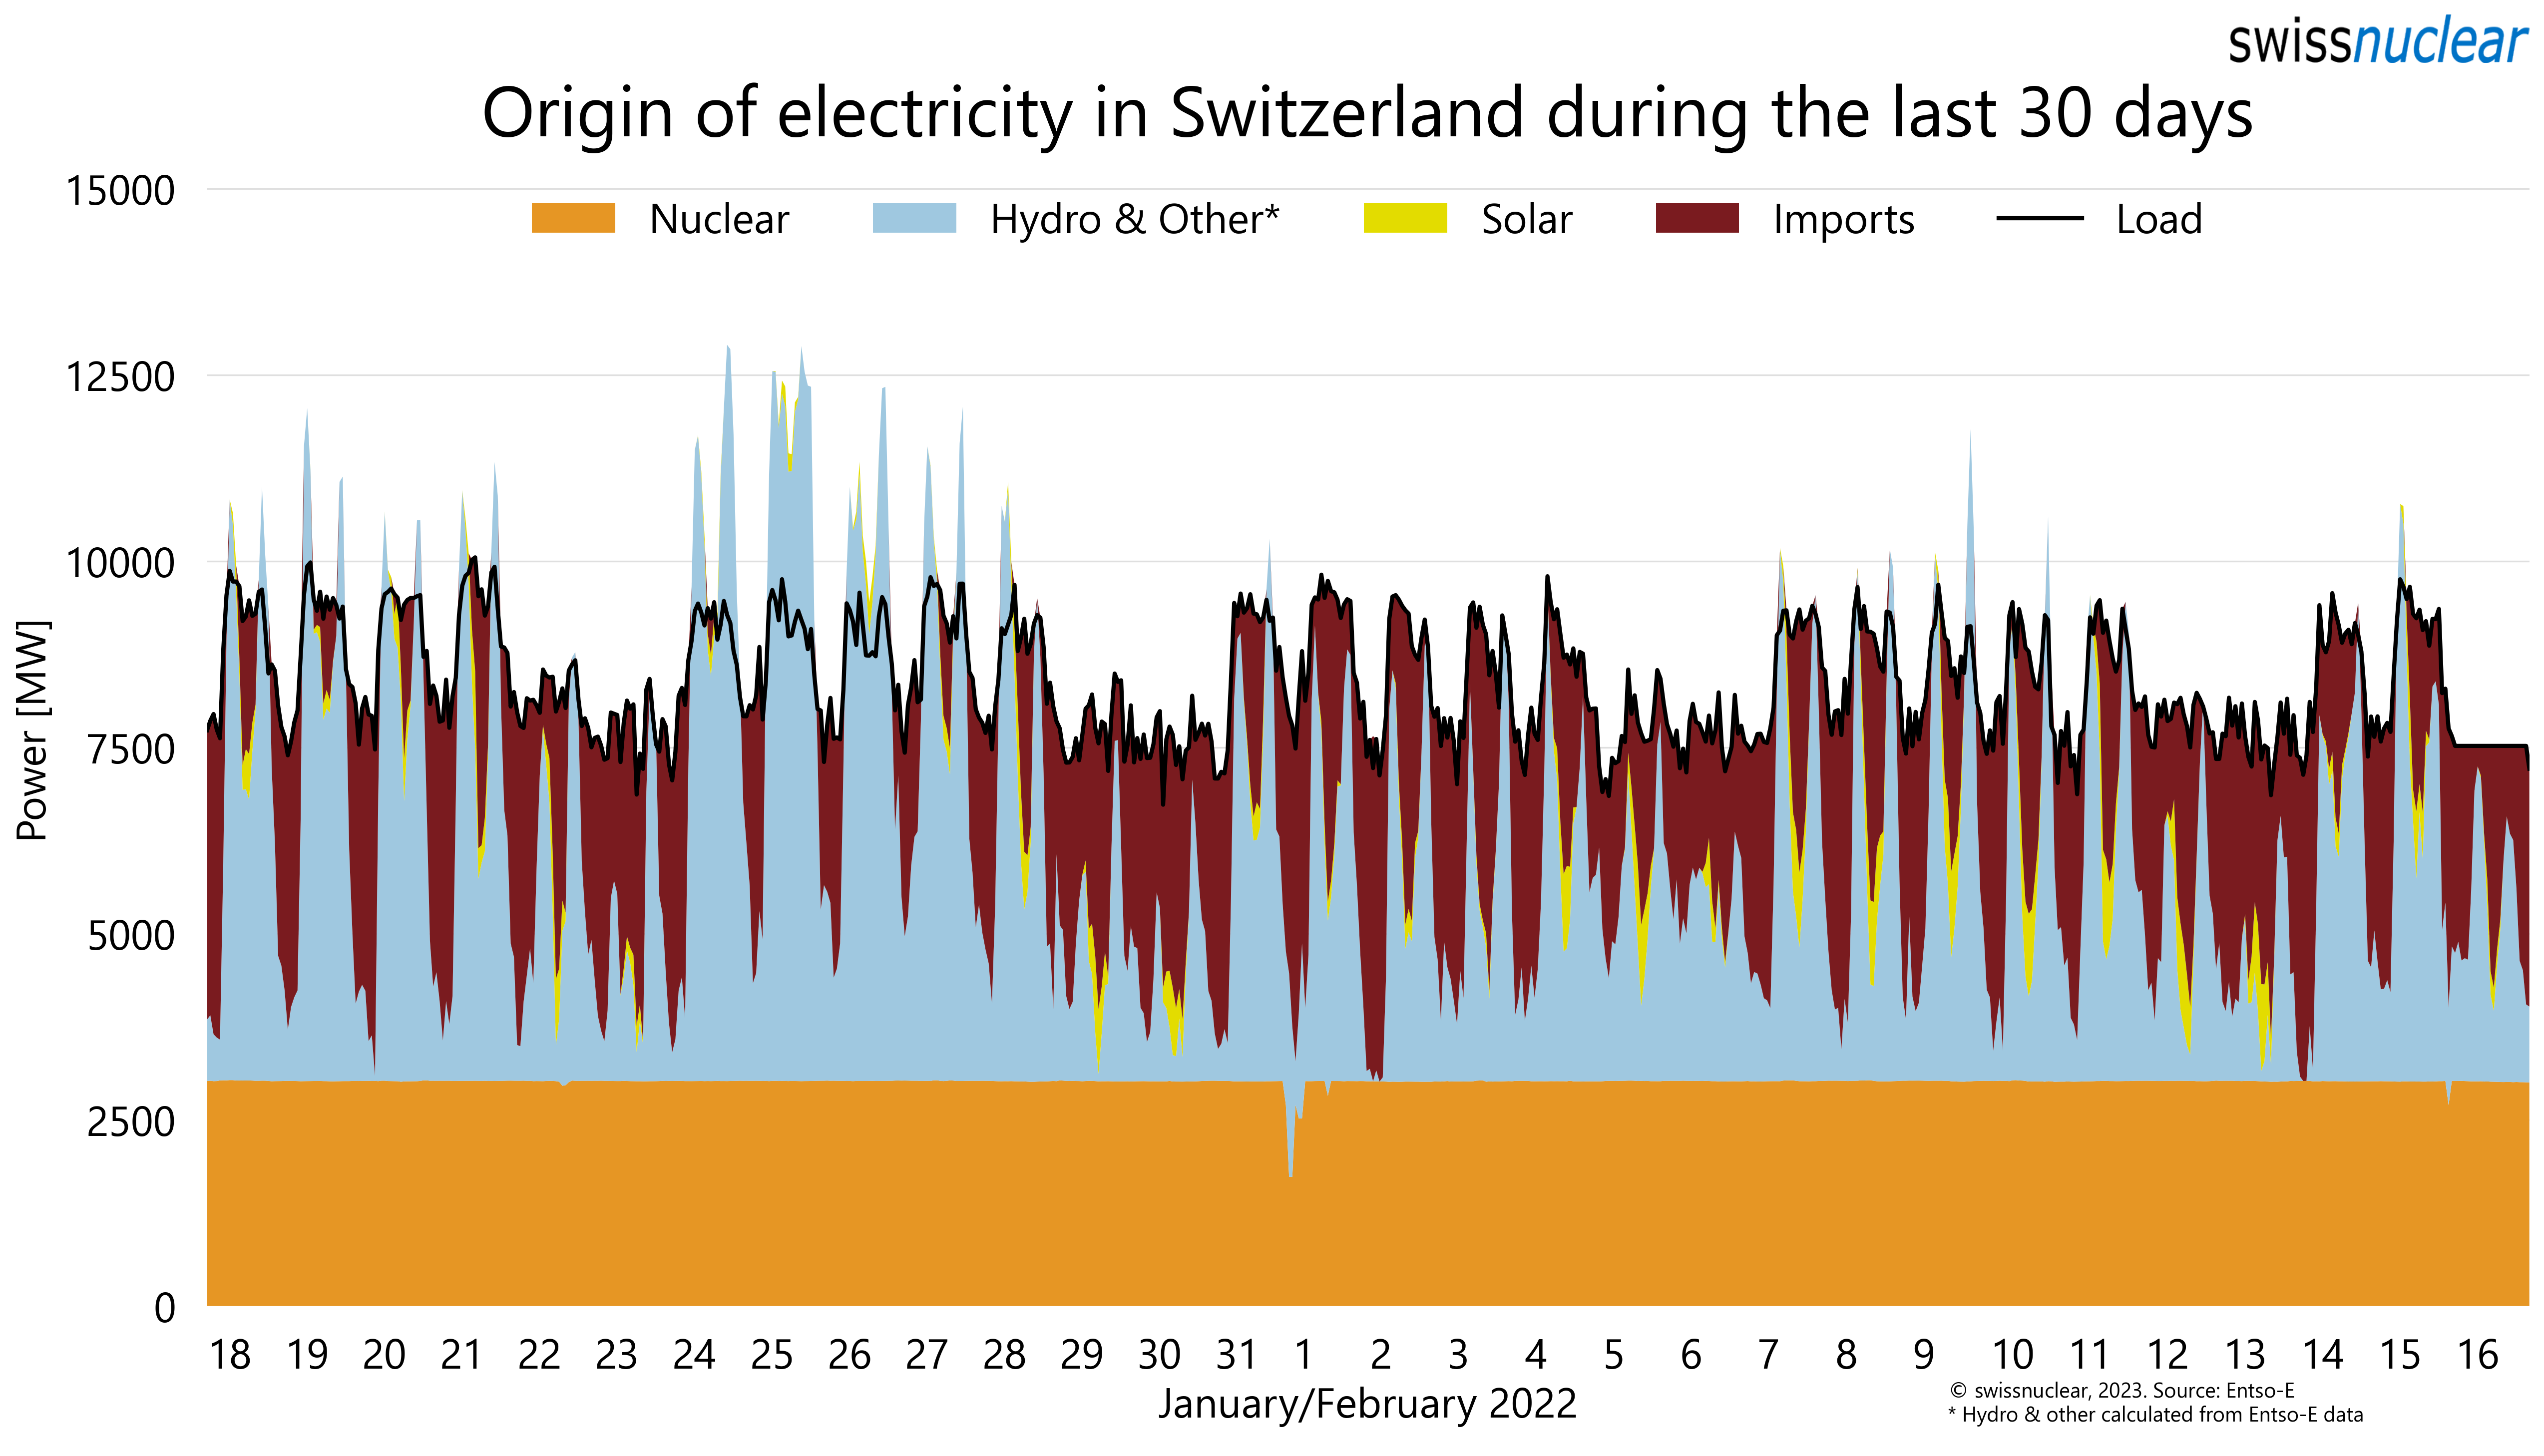 swissnuclear
Origin of electricity in Switzerland during the last 30 days
15000
Nuclear Hydro & Other* Solar Imports Load
12500
10000
7500
5000
2500
0
Power [MW]
18 19 20 21 22 23 24 25 26 27 28 29 30 31 1 2 3 4 5 6 7 8 9 10 11 12 13 14 15 16
January/February 2022
© swissnuclear, 2023. Source: Entso-E
* Hydro & other calculated from Entso-E data